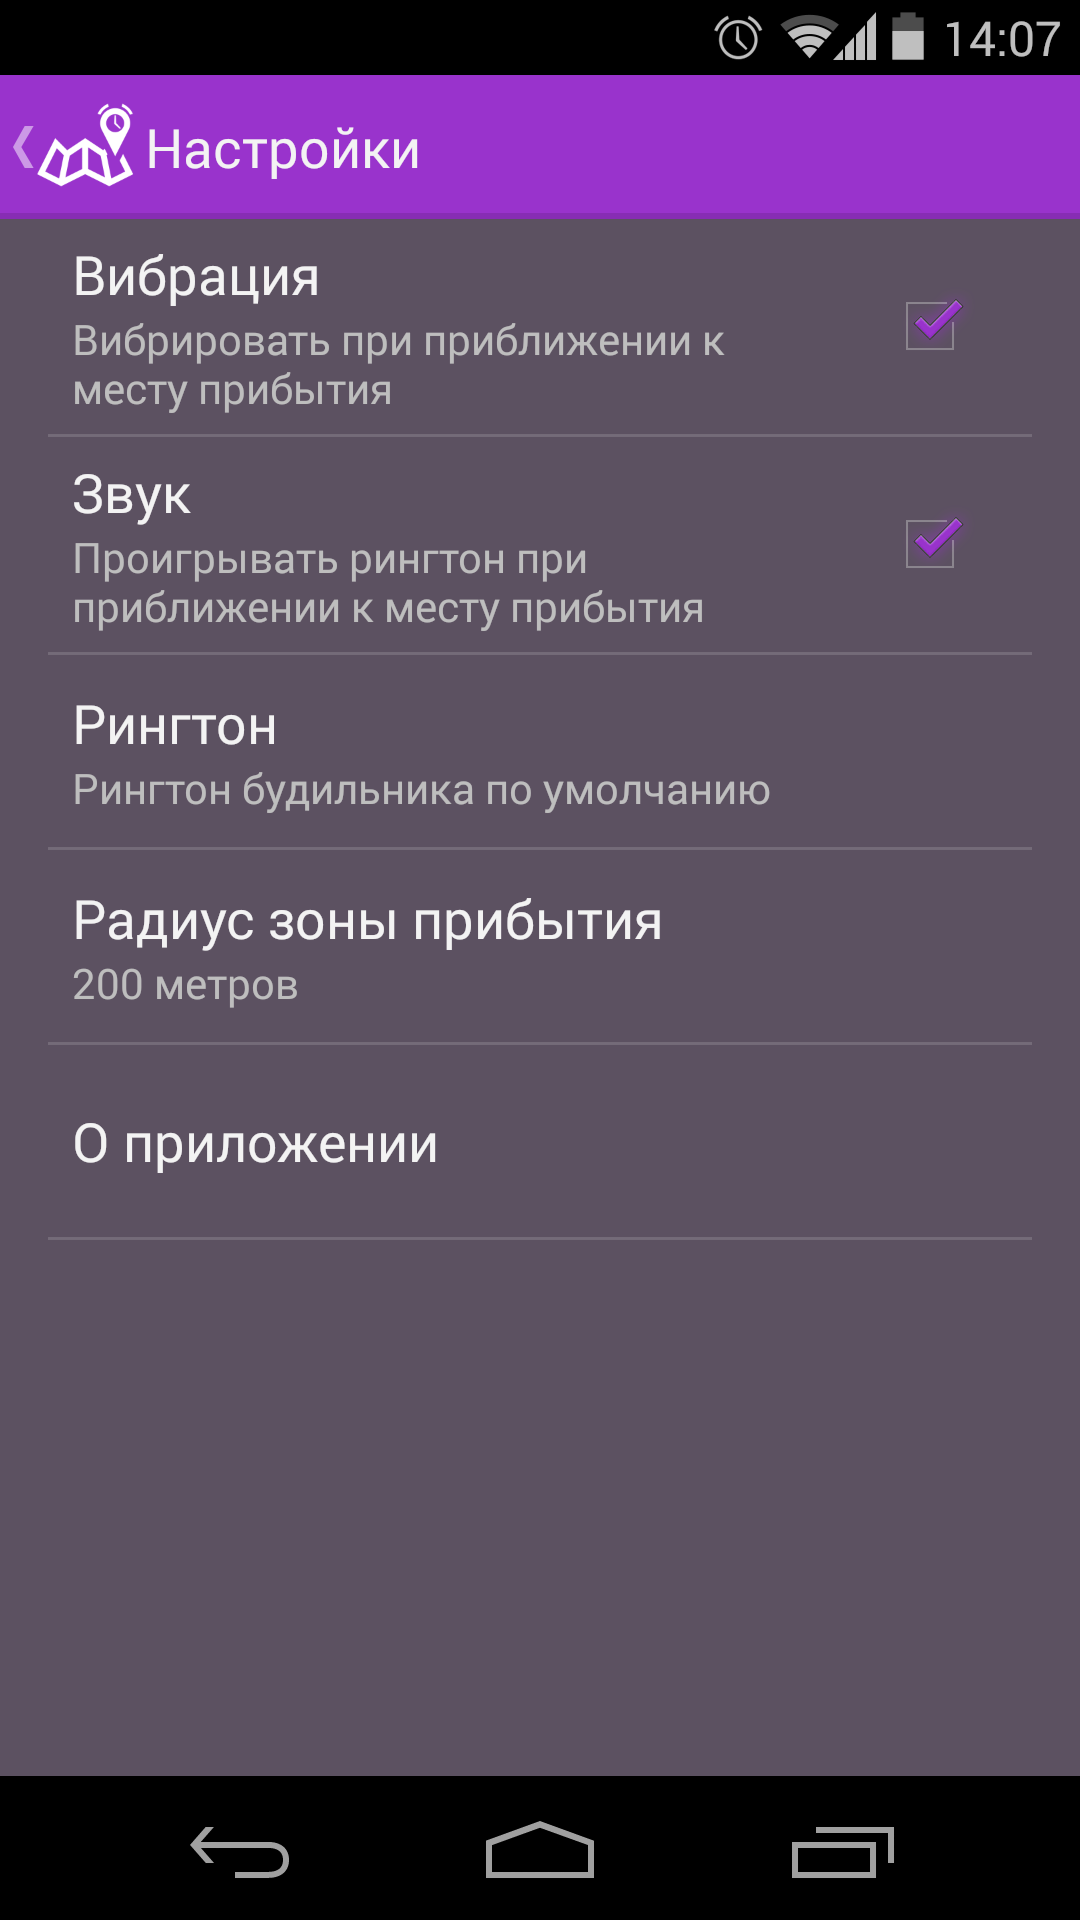 14:07
Настройки
Вибрация
Вибрировать при приближении к
месту прибытия
Звук
Проигрывать рингтон при
приближении к месту прибытия
Рингтон
Рингтон будильника по умолчанию
Радиус зоны прибытия
200 метров
О приложении